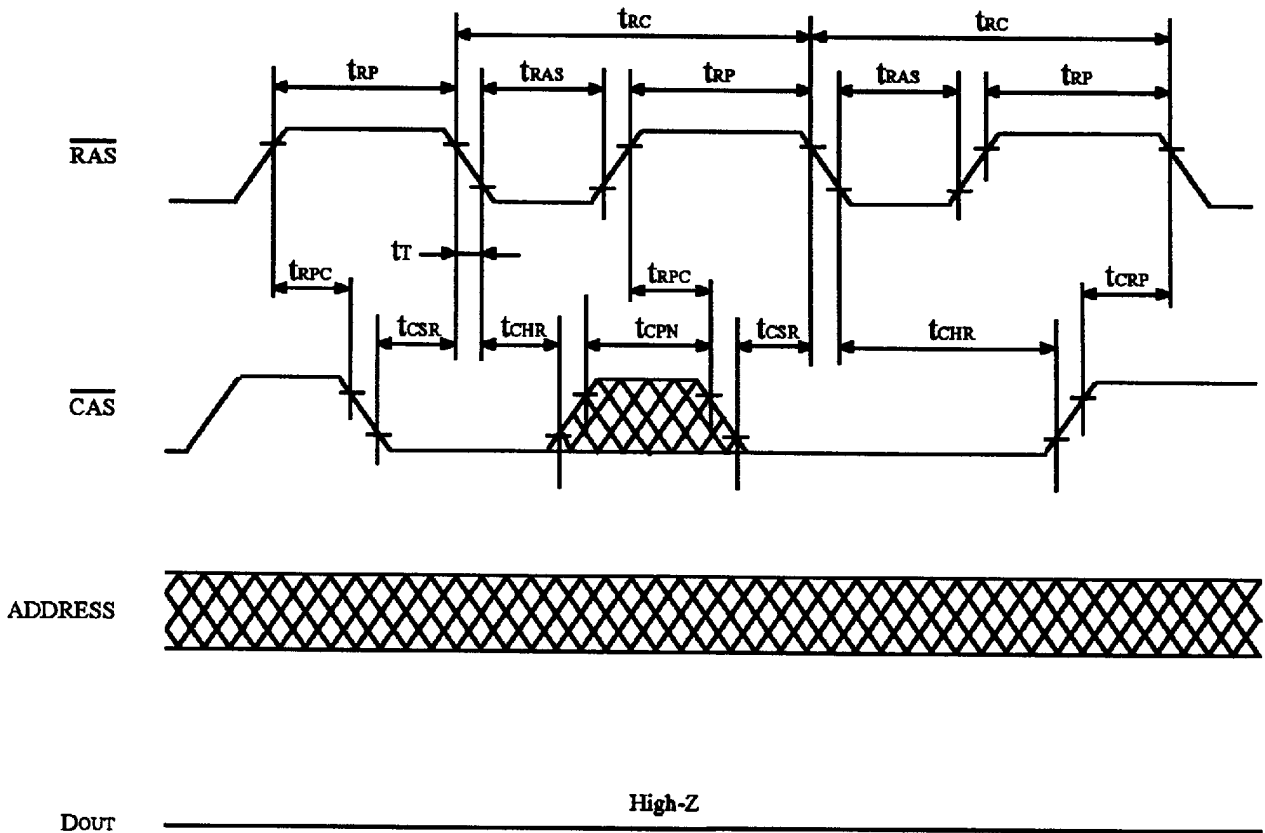 tRC tRC
tRP tRAS tRP tRAS tRP
RAS
tT
tRPC tRPC tCRP
tCSR tCHR tCPN tCSR tCHR
CAS
ADDRESS
High-Z
DOUT